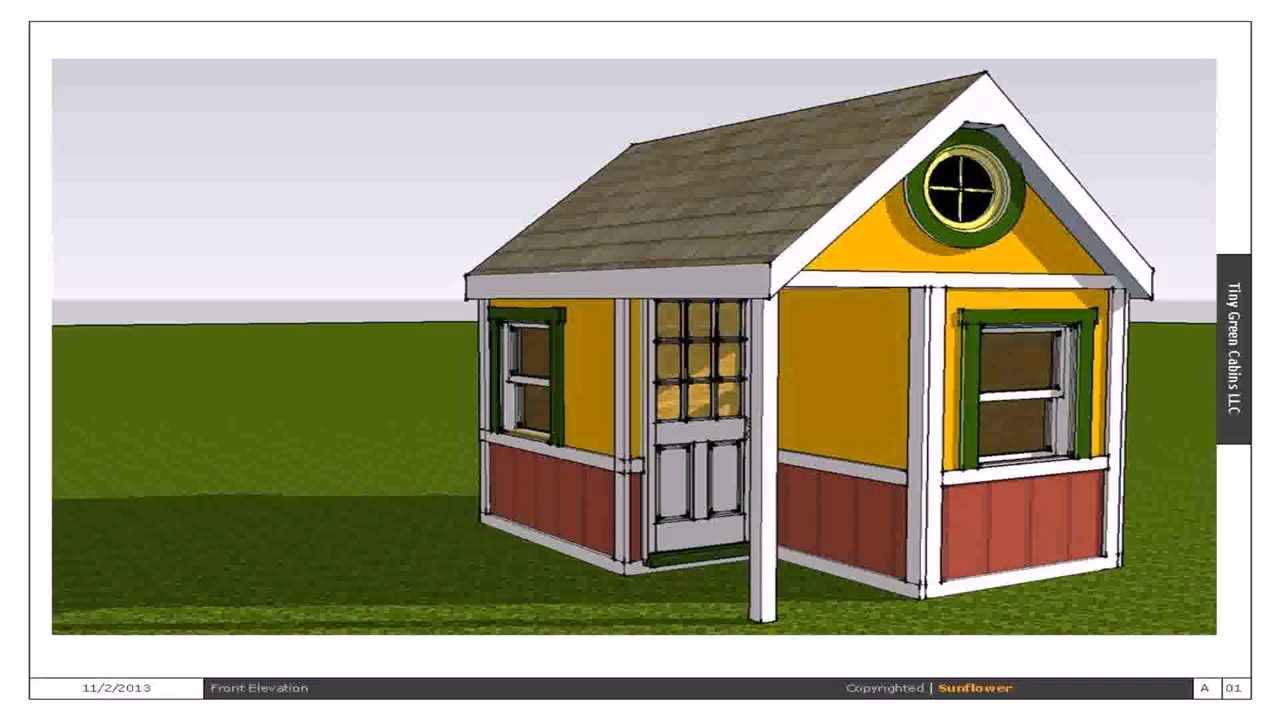 Tiny Green Cabins LLC
11/2/2013
Front Elevation
Copyrighted | Sunflower
A
01